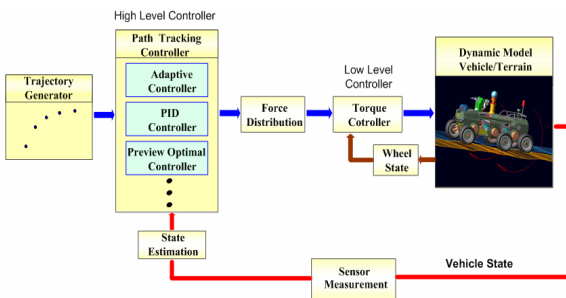 High Level Controller
Path Tracking
Controller
Trajectory
Generator
Adaptive
Controller
PID
Controller
Preview Optimal
Controller
Force
Distribution
Low Level
Controller
Torque
Cotroller
Wheel
State
Dynamic Model
Vehicle/Terrain
State
Estimation
Sensor
Measurement
Vehicle State